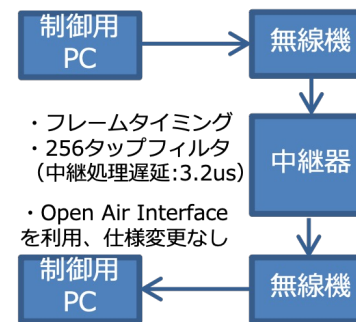 制御用
PC
無線機
・フレームタイミング
・256タップフィルタ
（中継処理遅延:3.2us）
中継器
・Open Air Interface
を利用、仕様変更なし
制御用
PC
無線機